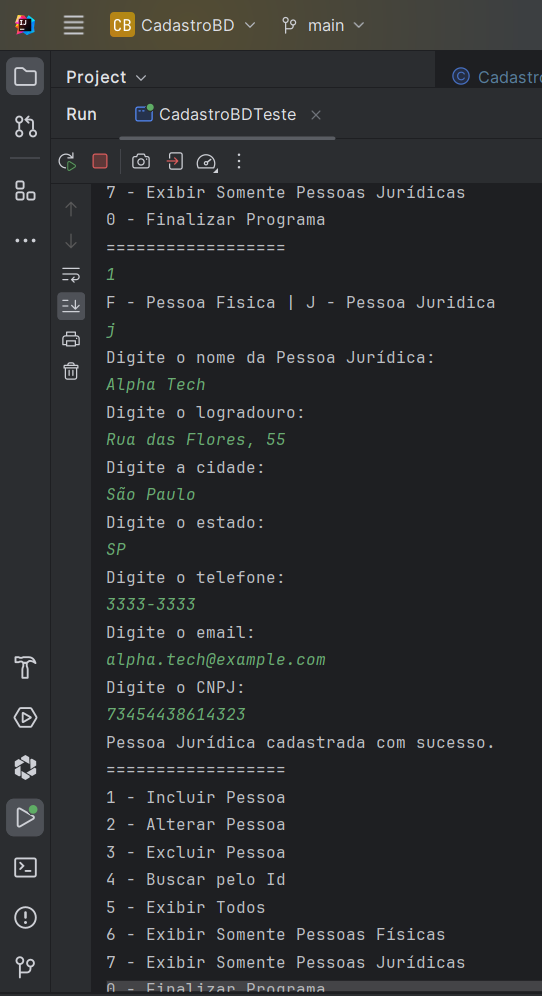 CB CadastroBD main
Project
Cadastro
Run CadastroBDTeste
7 - Exibir Somente Pessoas Jurídicas
0 - Finalizar Programa
==================
1
F - Pessoa Fisica | J - Pessoa Juridica
j
Digite o nome da Pessoa Jurídica:
Alpha Tech
Digite o logradouro:
Rua das Flores, 55
Digite a cidade:
São Paulo
Digite o estado:
SP
Digite o telefone:
3333-3333
Digite o email:
alpha.tech@example.com
Digite o CNPJ:
73454438614323
Pessoa Jurídica cadastrada com sucesso.
==================
1 - Incluir Pessoa
2 - Alterar Pessoa
3 - Excluir Pessoa
4 - Buscar pelo Id
5 - Exibir Todos
6 - Exibir Somente Pessoas Físicas
7 - Exibir Somente Pessoas Jurídicas
0 - Finalizar Programa